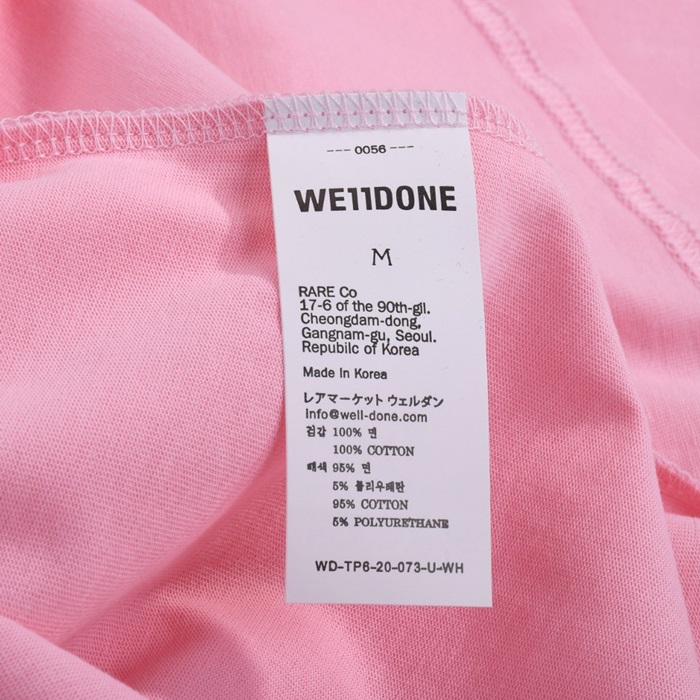 --- 0056 ---
WE11DONE
M
RARE Co
17-6 of the 90th-gil.
Cheongdam-dong,
Gangnam-gu, Seoul.
Republic of Korea
Made in Korea
レアマーケット ウェルダン
Info@well-done.com
겉감 100% 면
100% COTTON
배색 95% 면
5% 폴리우레탄
95% COTTON
5% POLYURETHANE
WD-TP6-20-073-U-WH